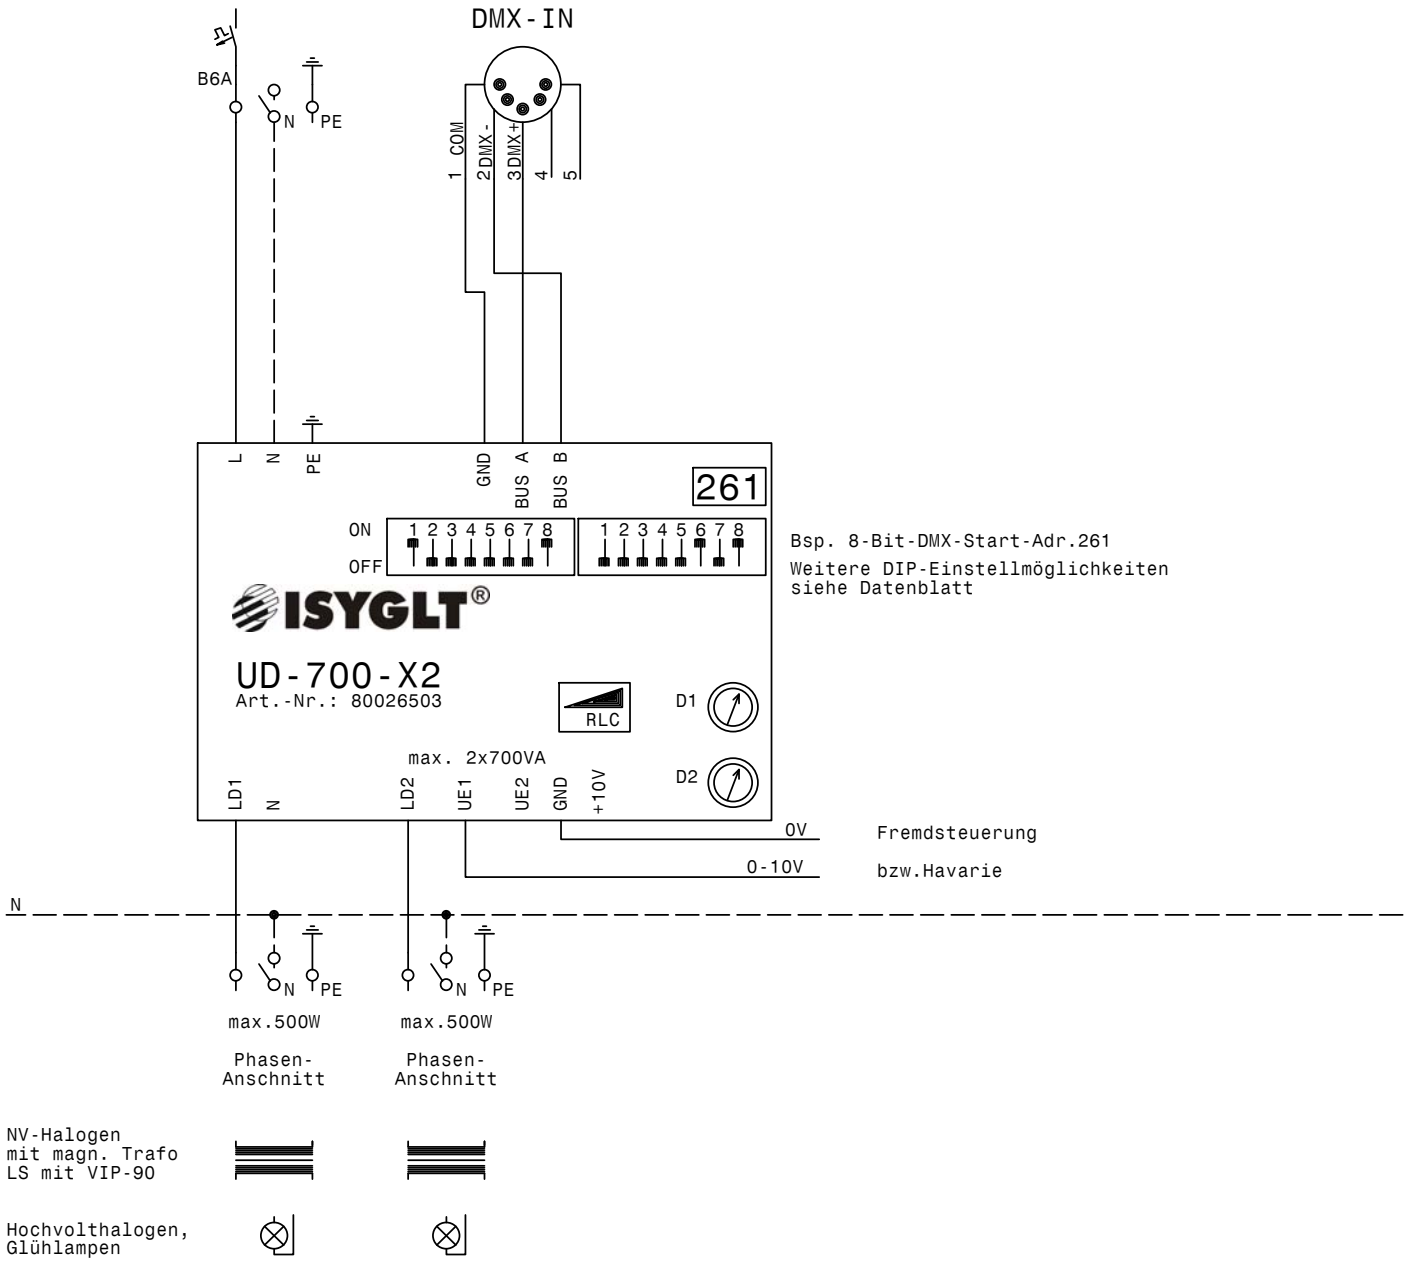 DMX-IN
B6A
N
PE
1 COM
2DMX-
3DMX+
4
5
L
N
PE
GND
BUS A
BUS B
261
ON
1 2 3 4 5 6 7 8
1 2 3 4 5 6 7 8
OFF
Bsp. 8-Bit-DMX-Start-Adr.261
Weitere DIP-Einstellmöglichkeiten
siehe Datenblatt
ISYGLT®
UD-700-X2
Art.-Nr.: 80026503
RLC
D1
max. 2x700VA
D2
LD1
N
LD2
UE1
UE2
GND
+10V
0V
Fremdsteuerung
0-10V
bzw.Havarie
N
N
PE
N
PE
max.500W
max.500W
Phasen-
Anschnitt
Phasen-
Anschnitt
NV-Halogen
mit magn. Trafo
LS mit VIP-90
Hochvolthalogen,
Glühlampen